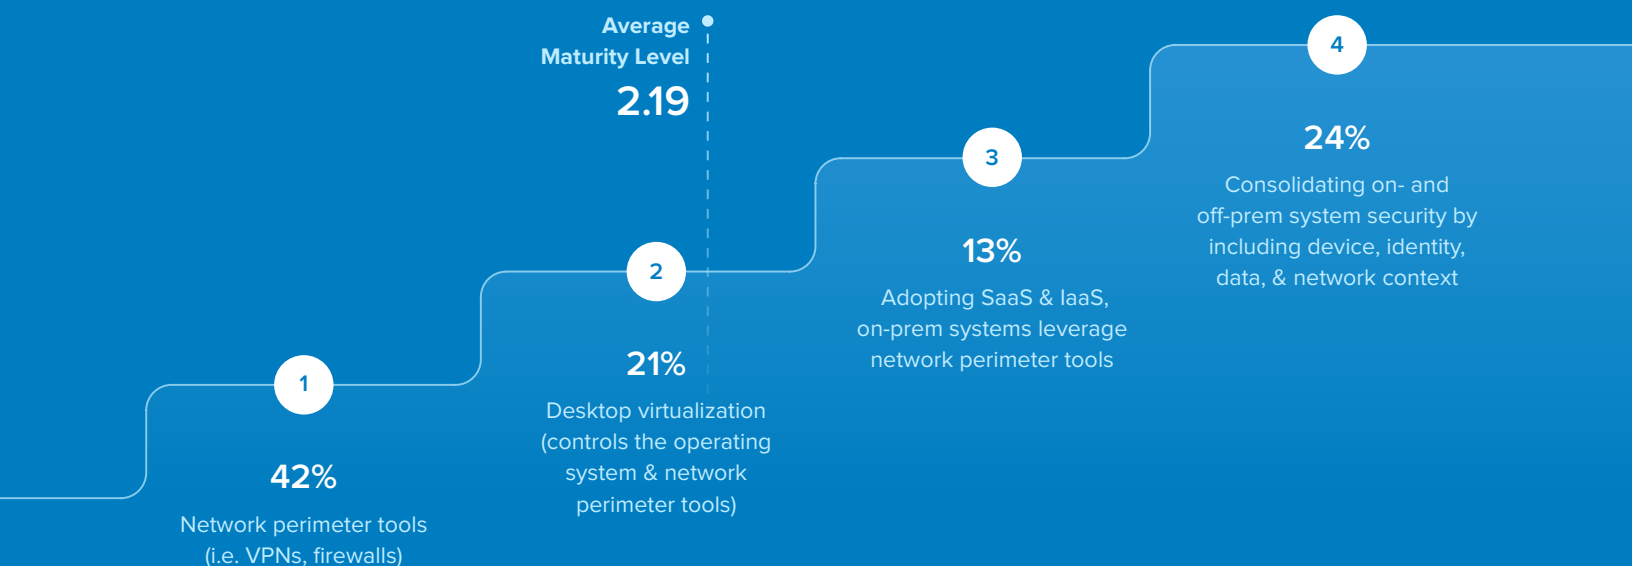 Average
Maturity Level
2.19
1
42%
Network perimeter tools
(i.e. VPNs, firewalls)
2
21%
Desktop virtualization
(controls the operating
system & network
perimeter tools)
3
13%
Adopting SaaS & IaaS,
on-prem systems leverage
network perimeter tools
4
24%
Consolidating on- and
off-prem system security by
including device, identity,
data, & network context